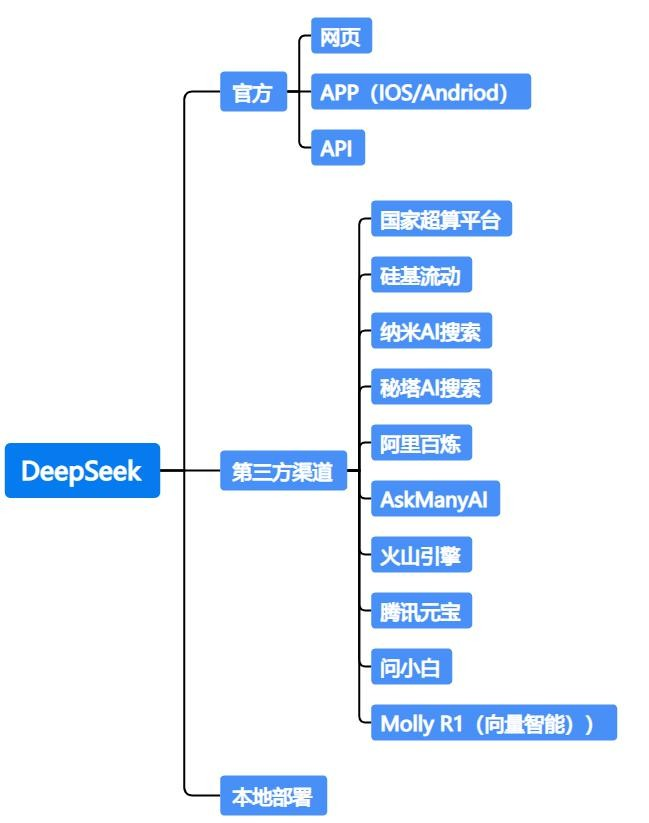 DeepSeek
官方
网页
APP（IOS/Andriod）
API
第三方渠道
国家超算平台
硅基流动
纳米AI搜索
秘塔AI搜索
阿里百炼
AskManyAI
火山引擎
腾讯元宝
问小白
Molly R1（向量智能））
本地部署